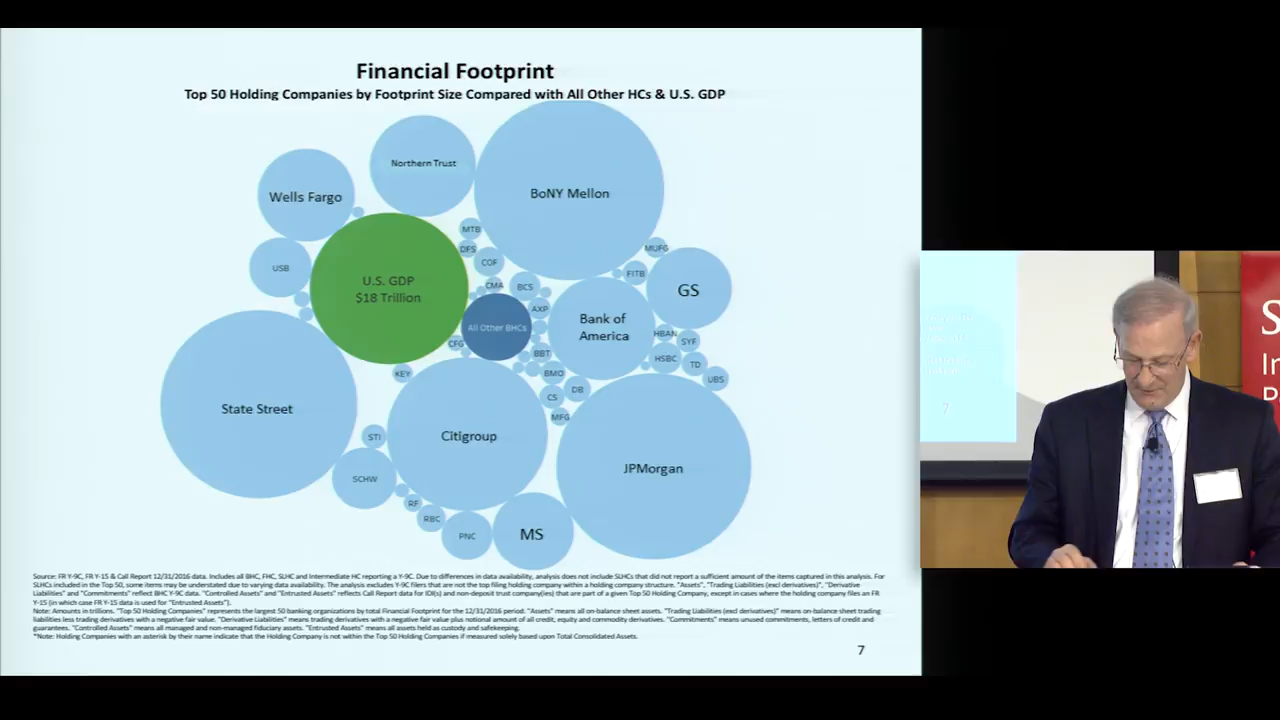 Financial Footprint
Top 50 Holding Companies by Footprint Size Compared with All Other HCs & U.S. GDP
Northern Trust
Wells Fargo
BoNY Mellon
MTB
DFS
MUFG
COF
USB
FITB
U.S. GDP
$18 Trillion
CMA
BCS
GS
AXP
All Other BHCs
Bank of
America
HBAN
SYF
CFG
BBT
HSBC
TD
KEY
BMO
UBS
DB
CS
State Street
MFG
STI
Citigroup
JPMorgan
SCHW
RF
RBC
PNC
MS
Source: FR Y-9C, FR Y-15 & Call Report 12/31/2016 data. Includes all BHC, FHC, SLHC and Intermediate HC reporting a Y-9C. Due to differences in data availability, analysis does not include SLHCs that did not report a sufficient amount of the items captured in this analysis. For
SLHCs included in the Top 50, some items may be understated due to varying data availability. The analysis excludes Y-9C filers that are not the top filing holding company within a holding company structure. "Assets", "Trading Liabilities (excl derivatives)", "Derivative
Liabilities" and "Commitments" reflect BHC Y-9C data. "Controlled Assets" and "Entrusted Assets" reflects Call Report data for IDI(s) and non-deposit trust company(ies) that are part of a given Top 50 Holding Company, except in cases where the holding company files an FR
Y-15 (in which case FR Y-15 data is used for "Entrusted Assets").
Note: Amounts in trillions. "Top 50 Holding Companies" represents the largest 50 banking organizations by total Financial Footprint for the 12/31/2016 period. "Assets" means all on-balance sheet assets. "Trading Liabilities (excl derivatives)" means on-balance sheet trading
liabilities less trading derivatives with a negative fair value. "Derivative Liabilities" means trading derivatives with a negative fair value plus notional amount of all credit, equity and commodity derivatives. "Commitments" means unused commitments, letters of credit and
guarantees. "Controlled Assets" means all managed and non-managed fiduciary assets. "Entrusted Assets" means all assets held as custody and safekeeping.
*Note: Holding Companies with an asterisk by their name indicate that the Holding Company is not within the Top 50 Holding Companies if measured solely based upon Total Consolidated Assets.
7
7
S
In
P